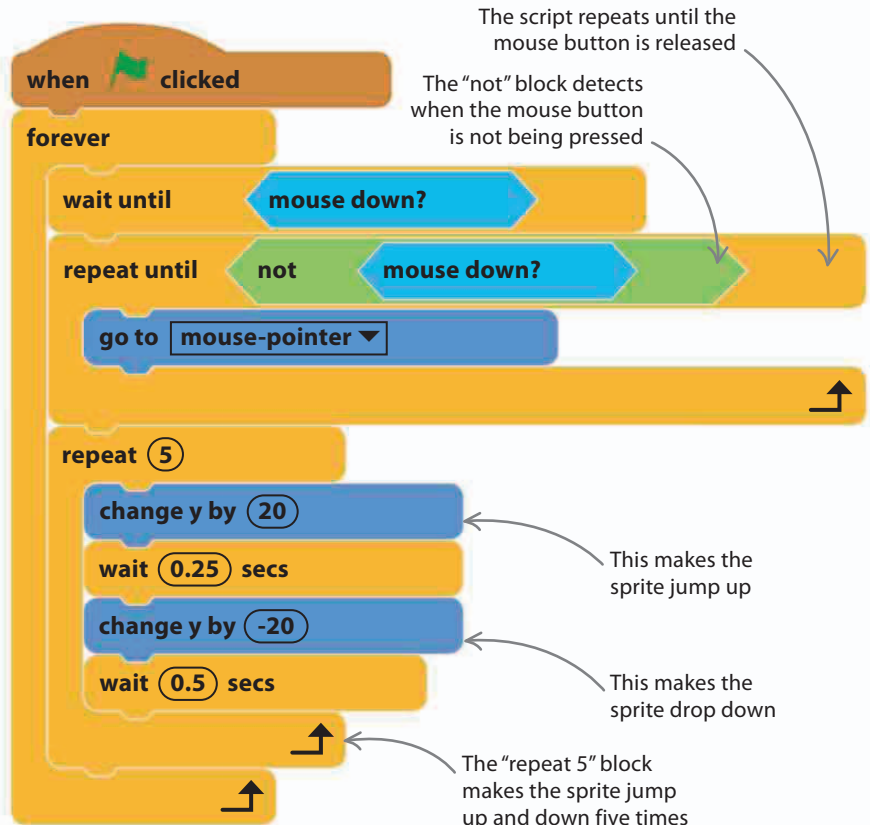 The script repeats until the
mouse button is released
when clicked
The “not” block detects
when the mouse button
is not being pressed
forever
wait until mouse down?
repeat until not mouse down?
go to mouse-pointer
repeat 5
change y by 20
This makes the
sprite jump up
wait 0.25 secs
change y by -20
This makes the
sprite drop down
wait 0.5 secs
The “repeat 5” block
makes the sprite jump
up and down five times